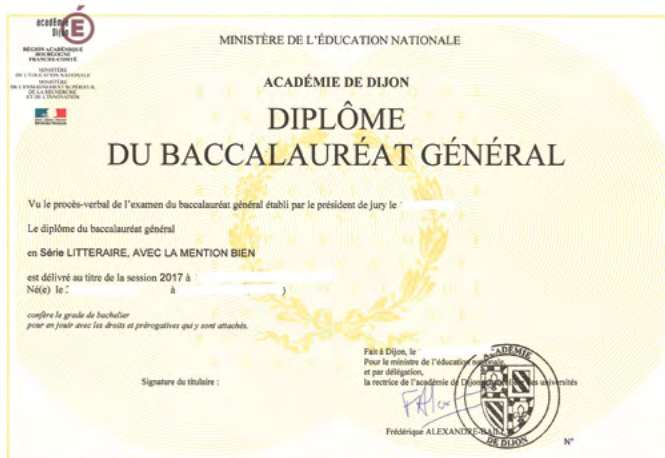 académie
Dijon
RÉGION ACADÉMIQUE
BOURGOGNE
FRANCHE-COMTÉ
MINISTÈRE
DE L'ÉDUCATION NATIONALE
MINISTÈRE
DE L'ENSEIGNEMENT SUPÉRIEUR,
DE LA RECHERCHE
ET DE L'INNOVATION
MINISTÈRE DE L'ÉDUCATION NATIONALE
ACADÉMIE DE DIJON
DIPLÔME
DU BACCALAURÉAT GÉNÉRAL
Vu le procès-verbal de l'examen du baccalauréat général établi par le président de jury le
Le diplôme du baccalauréat général
en Série LITTERAIRE, AVEC LA MENTION BIEN
est délivré au titre de la session 2017 à
Né(e) le : à )
confère le grade de bachelier
pour en jouir avec les droits et prérogatives qui y sont attachés.
Fait à Dijon, le
Pour le ministre de l'éducation nationale
et par délégation,
la rectrice de l'académie de Dijon des universités
Signature du titulaire :
Frédérique ALEXANDRE-BAILLY
ACADÉMIE
DE DIJON
N°